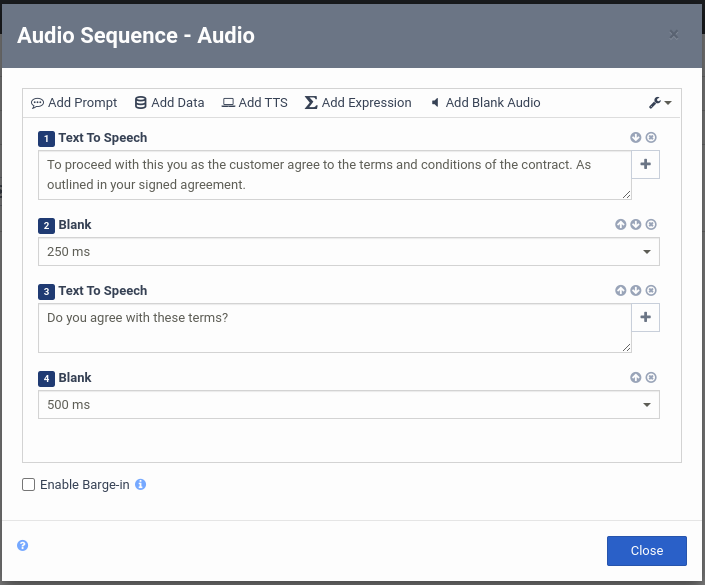 Audio Sequence - Audio
×
Add Prompt Add Data Add TTS Add Expression Add Blank Audio
1 Text To Speech
To proceed with this you as the customer agree to the terms and conditions of the contract. As
outlined in your signed agreement.
2 Blank
250 ms
3 Text To Speech
Do you agree with these terms?
4 Blank
500 ms
Enable Barge-in
Close